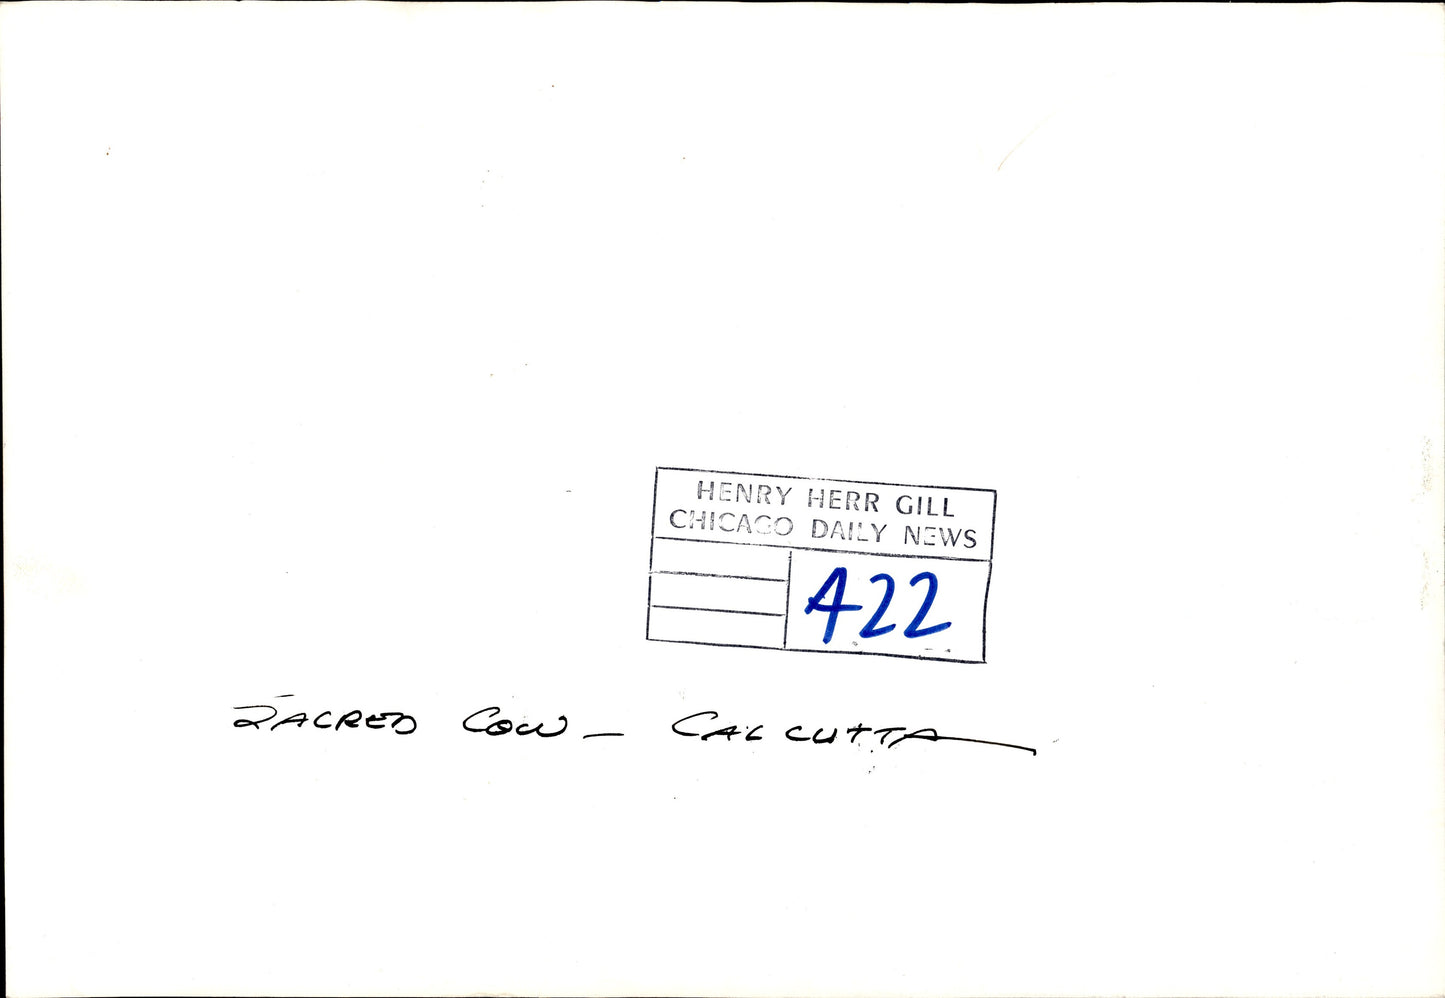 HENRY HERR GILL
CHICAGO DAILY NEWS
422
SACRED COW – CALCUTTA